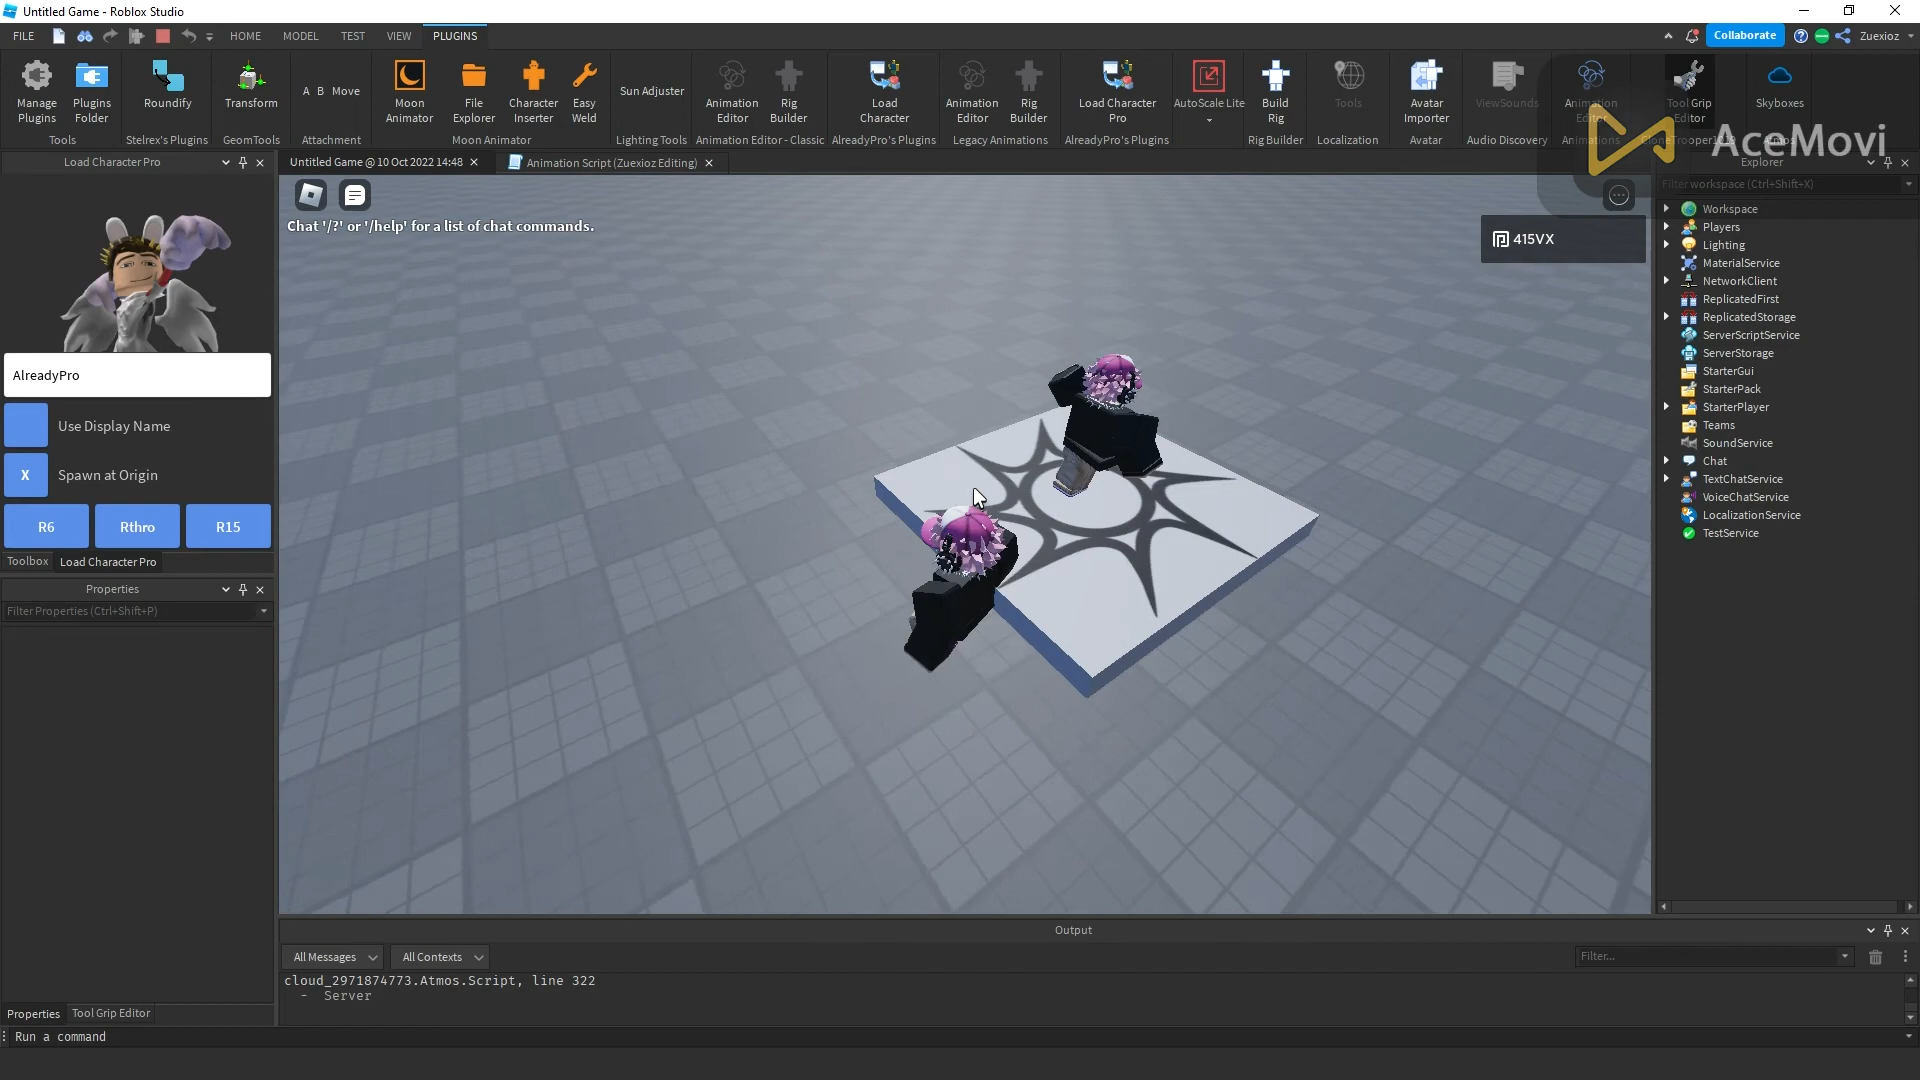 Untitled Game - Roblox Studio
FILE HOME MODEL TEST VIEW PLUGINS Collaborate Zuexioz
Manage Plugins
Plugins Folder
Roundify
Transform
A B Move
Moon Animator
File Explorer
Character Inserter
Easy Weld
Sun Adjuster
Animation Editor
Rig Builder
Load Character
Animation Editor
Rig Builder
Load Character Pro
AutoScale Lite
Build Rig
Tools
Avatar Importer
ViewSounds
Animation Editor
Tool Grip Editor
Skyboxes
Tools Stelrex's Plugins GeomTools Attachment Moon Animator Lighting Tools Animation Editor - Classic AlreadyPro's Plugins Legacy Animations AlreadyPro's Plugins Rig Builder Localization Avatar Audio Discovery Animations
AceMovi
Load Character Pro
Untitled Game @ 10 Oct 2022 14:48
Animation Script (Zuexioz Editing)
Explorer
Filter workspace (Ctrl+Shift+X)
Chat '/?' or '/help' for a list of chat commands.
415VX
AlreadyPro
Use Display Name
X Spawn at Origin
R6 Rthro R15
Toolbox Load Character Pro
Properties
Filter Properties (Ctrl+Shift+P)
Workspace
Players
Lighting
MaterialService
NetworkClient
ReplicatedFirst
ReplicatedStorage
ServerScriptService
ServerStorage
StarterGui
StarterPack
StarterPlayer
Teams
SoundService
Chat
TextChatService
VoiceChatService
LocalizationService
TestService
Output
All Messages All Contexts Filter...
cloud_2971874773.Atmos.Script, line 322
- Server
Properties Tool Grip Editor
Run a command